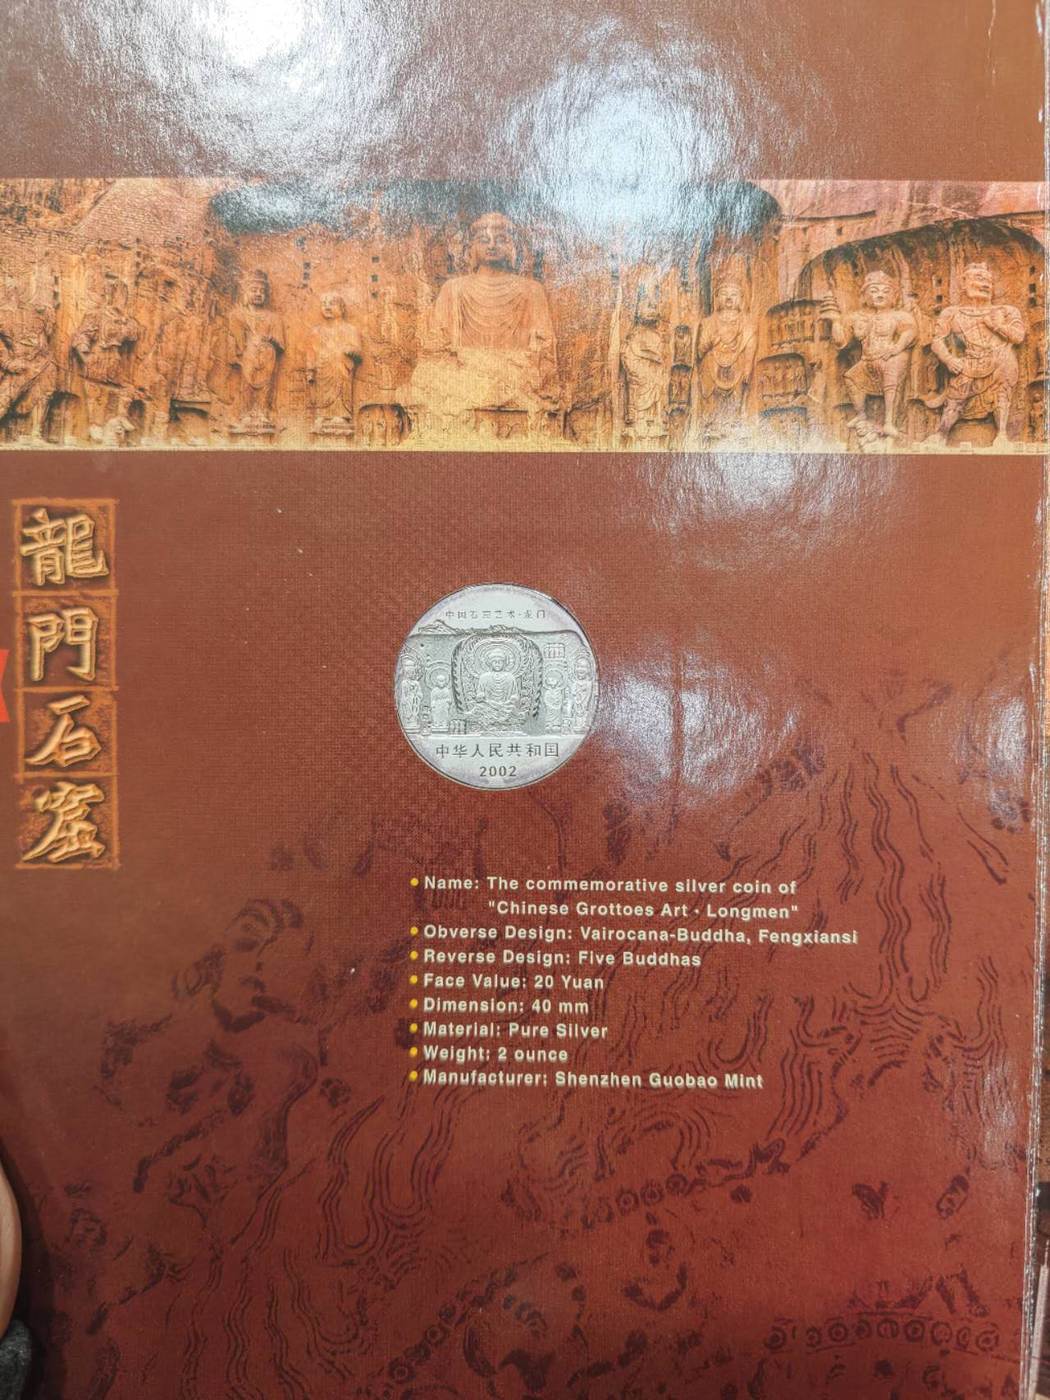 龍門石窟
中国石窟艺术·龙门
中华人民共和国
2002
Name: The commemorative silver coin of
"Chinese Grottoes Art · Longmen"
Obverse Design: Vairocana-Buddha, Fengxiansi
Reverse Design: Five Buddhas
Face Value: 20 Yuan
Dimension: 40 mm
Material: Pure Silver
Weight: 2 ounce
Manufacturer: Shenzhen Guobao Mint